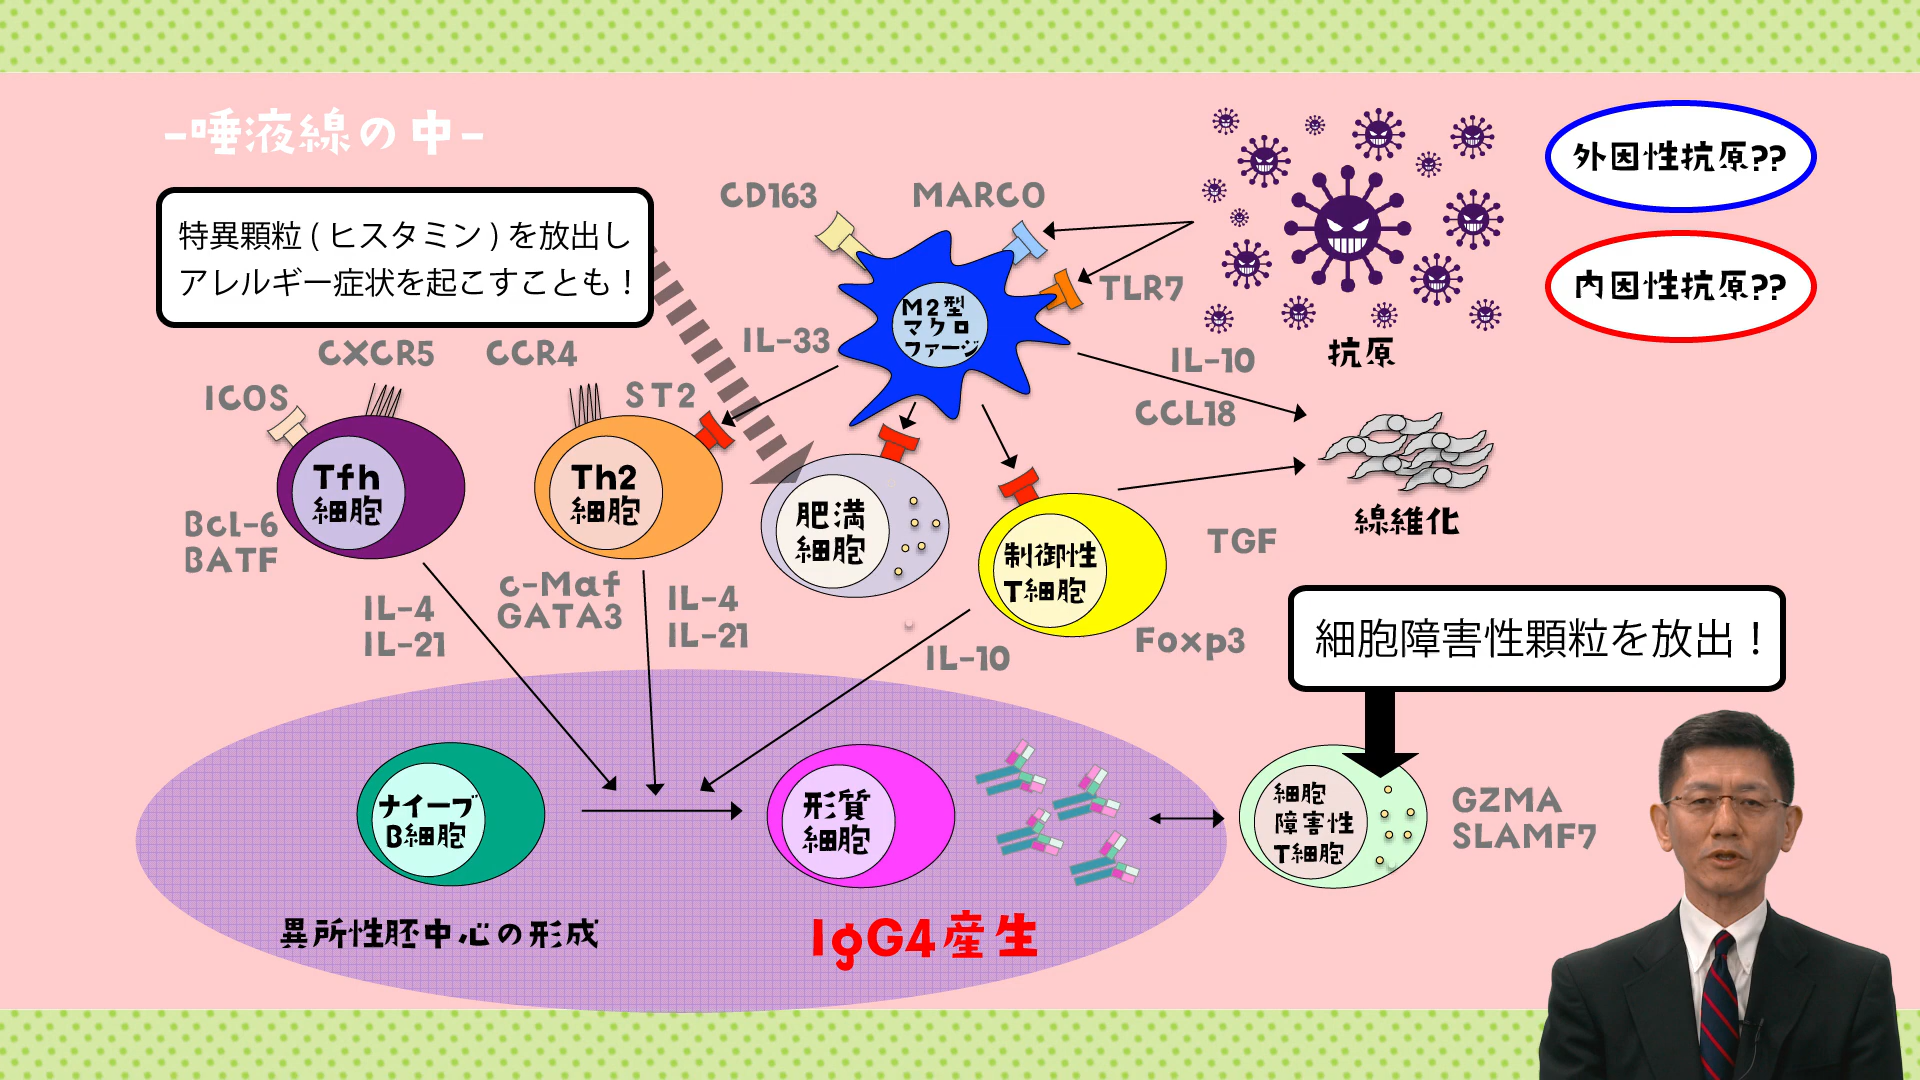 -唾液線の中-
特異顆粒(ヒスタミン)を放出し
アレルギー症状を起こすことも！
CD163
MARCO
TLR7
外因性抗原??
内因性抗原??
抗原
M2型
マクロ
ファージ
IL-33
IL-10
CCL18
CXCR5
CCR4
ICOS
ST2
Tfh
細胞
Th2
細胞
肥満
細胞
制御性
T細胞
線維化
TGF
Bcl-6
BATF
c-Maf
GATA3
IL-4
IL-21
IL-4
IL-21
IL-10
Foxp3
細胞障害性顆粒を放出！
ナイーブ
B細胞
形質
細胞
細胞
障害性
T細胞
GZMA
SLAMF7
異所性胚中心の形成
IgG4産生